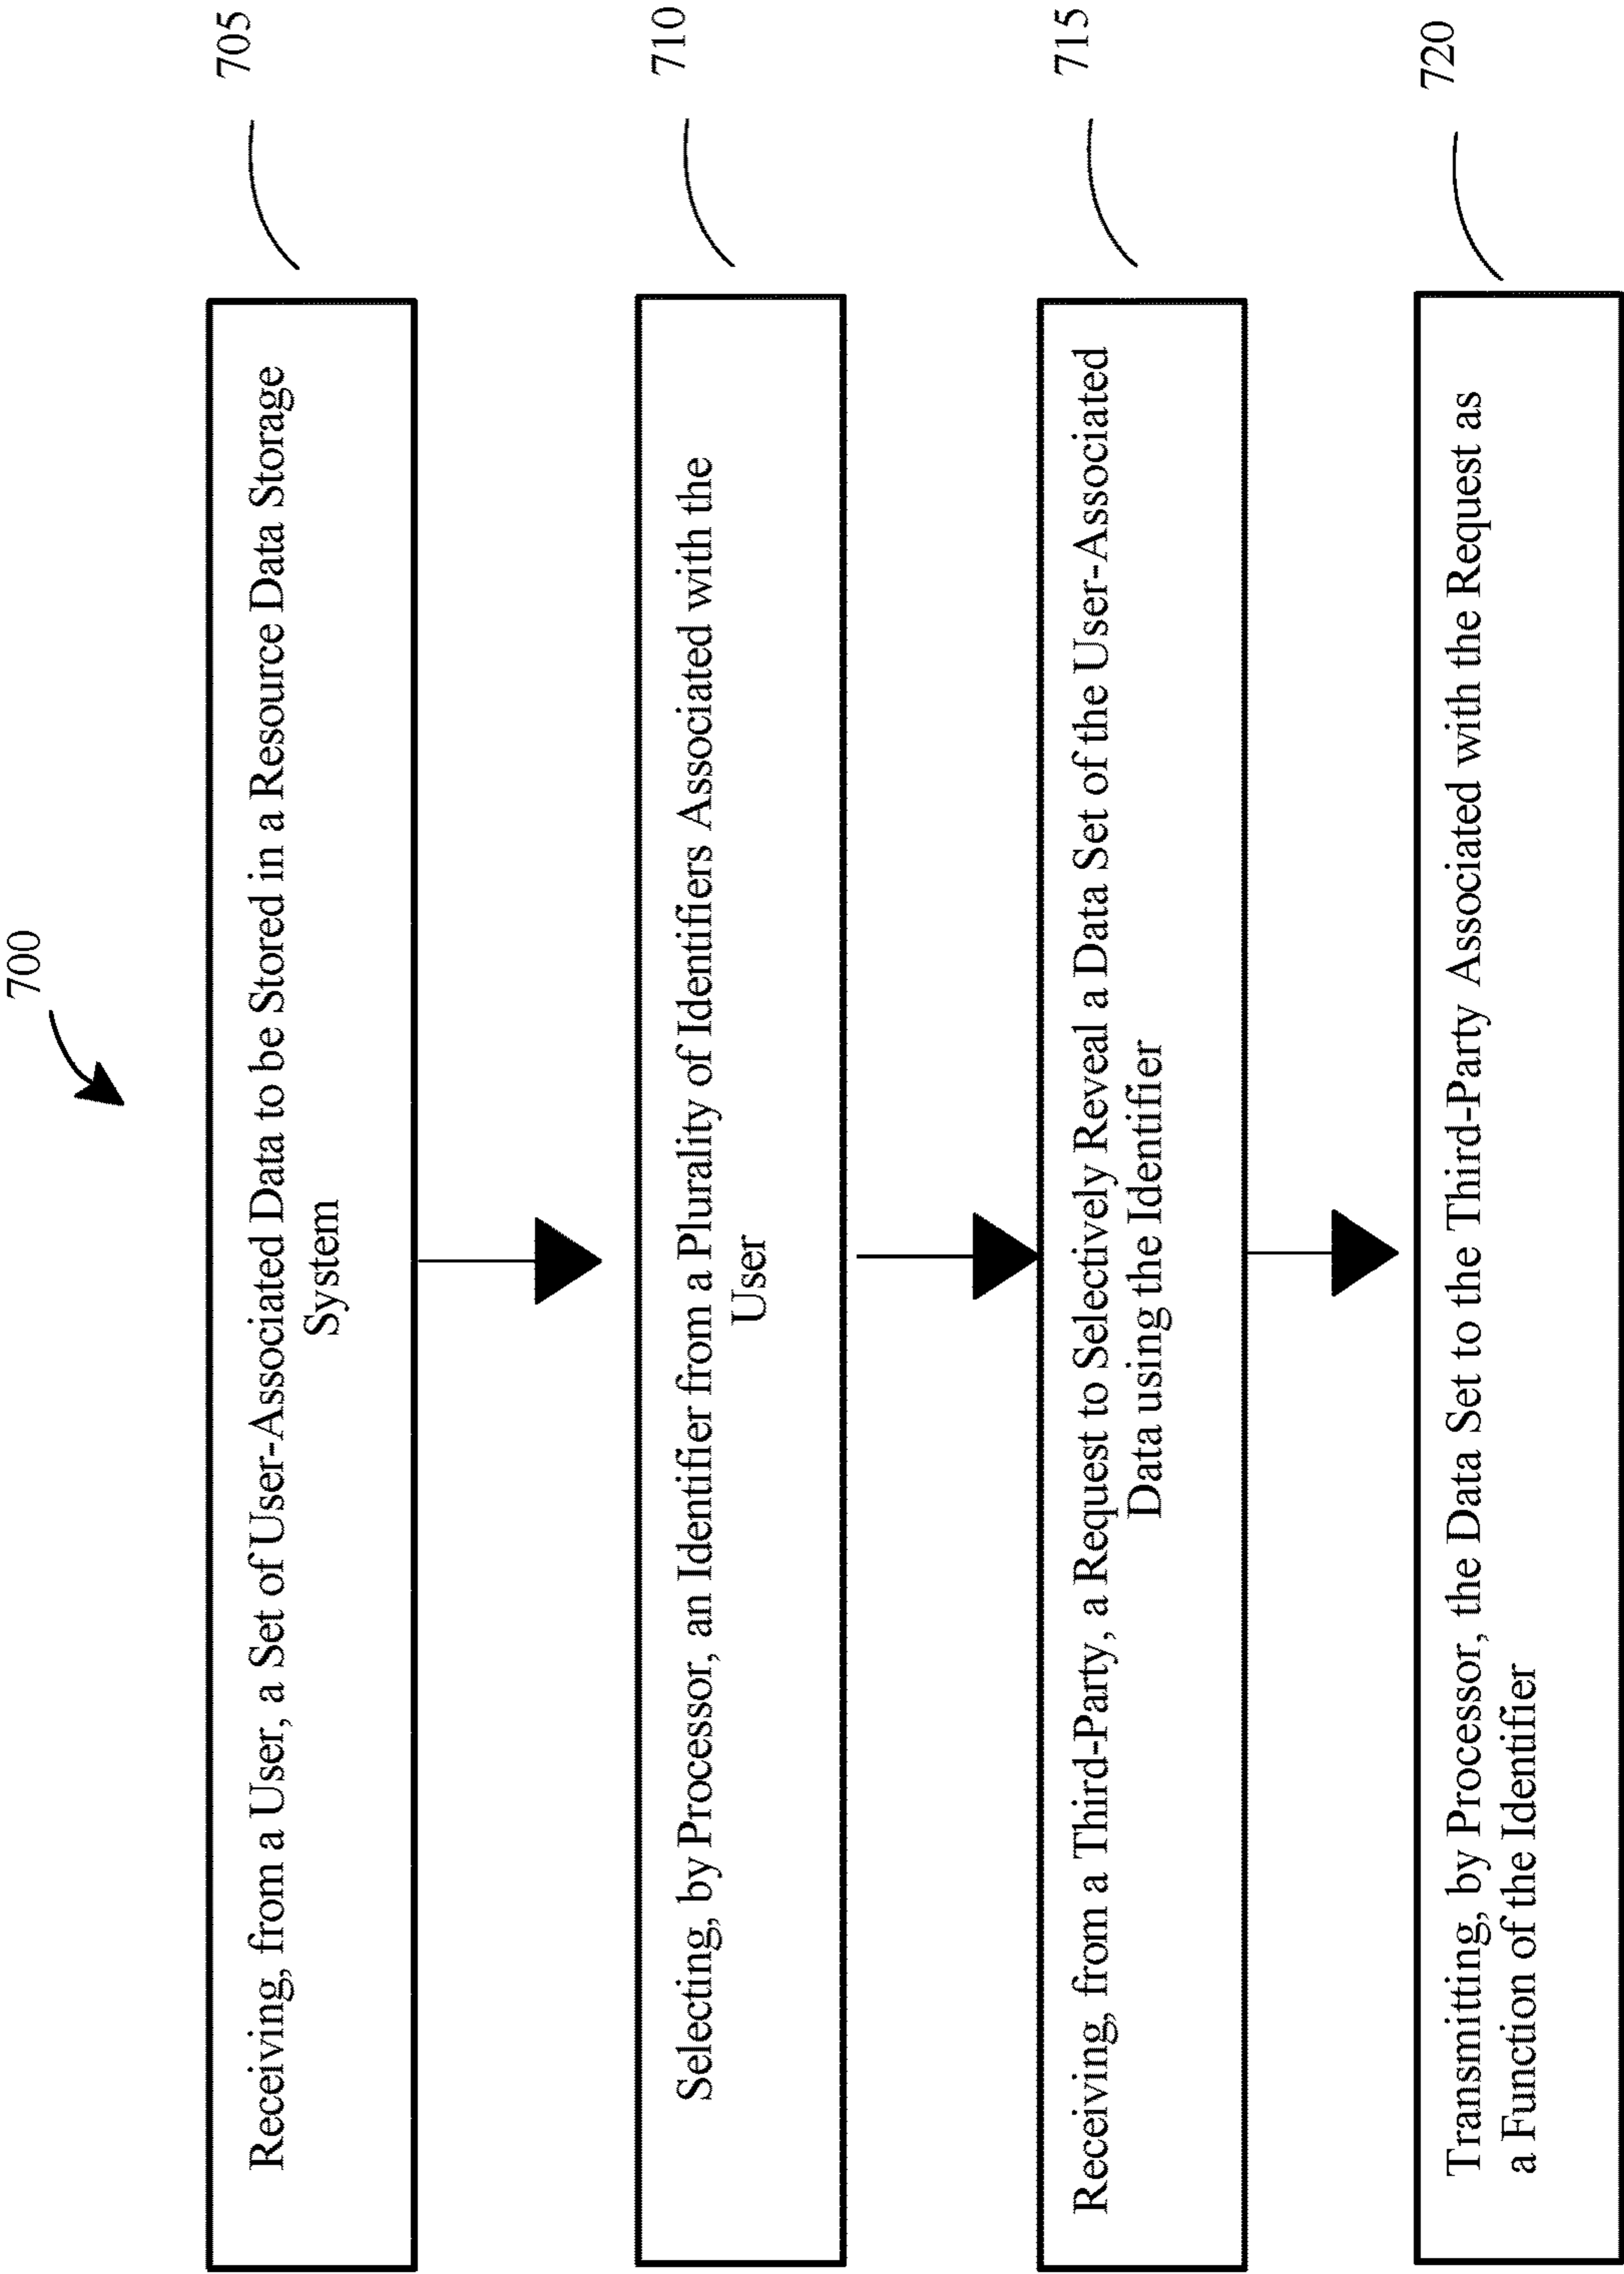 700
705
Receiving, from a User, a Set of User-Associated Data to be Stored in a Resource Data Storage
System
710
Selecting, by Processor, an Identifier from a Plurality of Identifiers Associated with the
User
715
Receiving, from a Third-Party, a Request to Selectively Reveal a Data Set of the User-Associated
Data using the Identifier
720
Transmitting, by Processor, the Data Set to the Third-Party Associated with the Request as
a Function of the Identifier